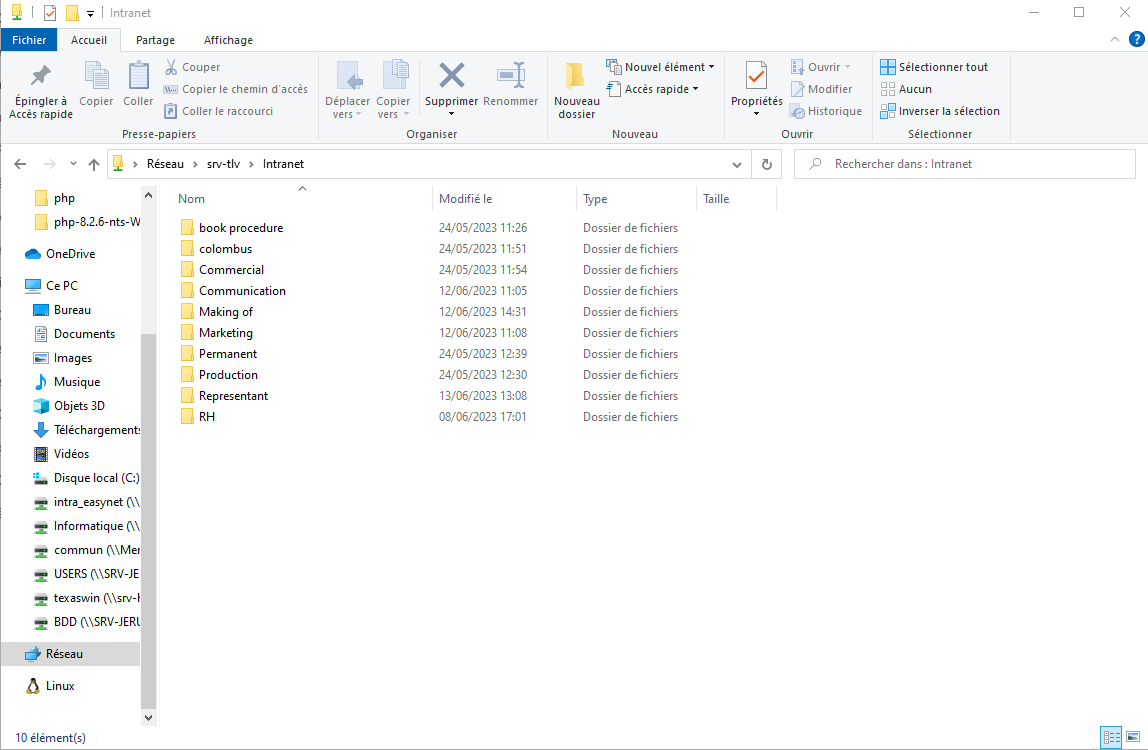 Intranet
Fichier Accueil Partage Affichage
Épingler à Accès rapide
Copier
Coller
Couper
Copier le chemin d'accès
Coller le raccourci
Presse-papiers
Déplacer vers
Copier vers
Supprimer
Renommer
Organiser
Nouveau dossier
Nouvel élément
Accès rapide
Nouveau
Propriétés
Ouvrir
Modifier
Historique
Ouvrir
Sélectionner tout
Aucun
Inverser la sélection
Sélectionner
Réseau > srv-tlv > Intranet
Rechercher dans : Intranet
php
php-8.2.6-nts-W
OneDrive
Ce PC
Bureau
Documents
Images
Musique
Objets 3D
Téléchargements
Vidéos
Disque local (C:)
intra_easynet (\\
Informatique (\\
commun (\\Mer
USERS (\\SRV-JE
texaswin (\\srv-
BDD (\\SRV-JERU
Réseau
Linux
Nom Modifié le Type Taille
book procedure 24/05/2023 11:26 Dossier de fichiers
colombus 24/05/2023 11:51 Dossier de fichiers
Commercial 24/05/2023 11:54 Dossier de fichiers
Communication 12/06/2023 11:05 Dossier de fichiers
Making of 12/06/2023 14:31 Dossier de fichiers
Marketing 12/06/2023 11:08 Dossier de fichiers
Permanent 24/05/2023 12:39 Dossier de fichiers
Production 24/05/2023 12:30 Dossier de fichiers
Representant 13/06/2023 13:08 Dossier de fichiers
RH 08/06/2023 17:01 Dossier de fichiers
10 élément(s)